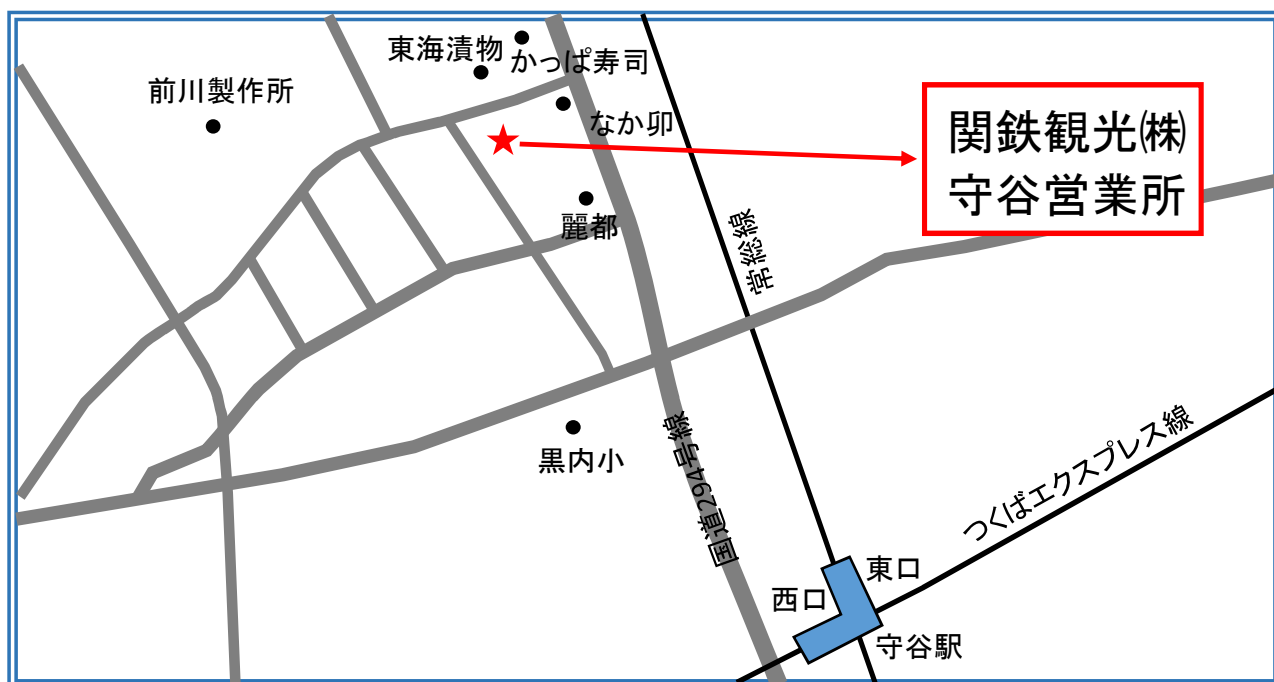 東海漬物
かっぱ寿司
前川製作所
なか卯
関鉄観光㈱
守谷営業所
麗都
常総線
黒内小
国道294号線
つくばエクスプレス線
東口
西口
守谷駅